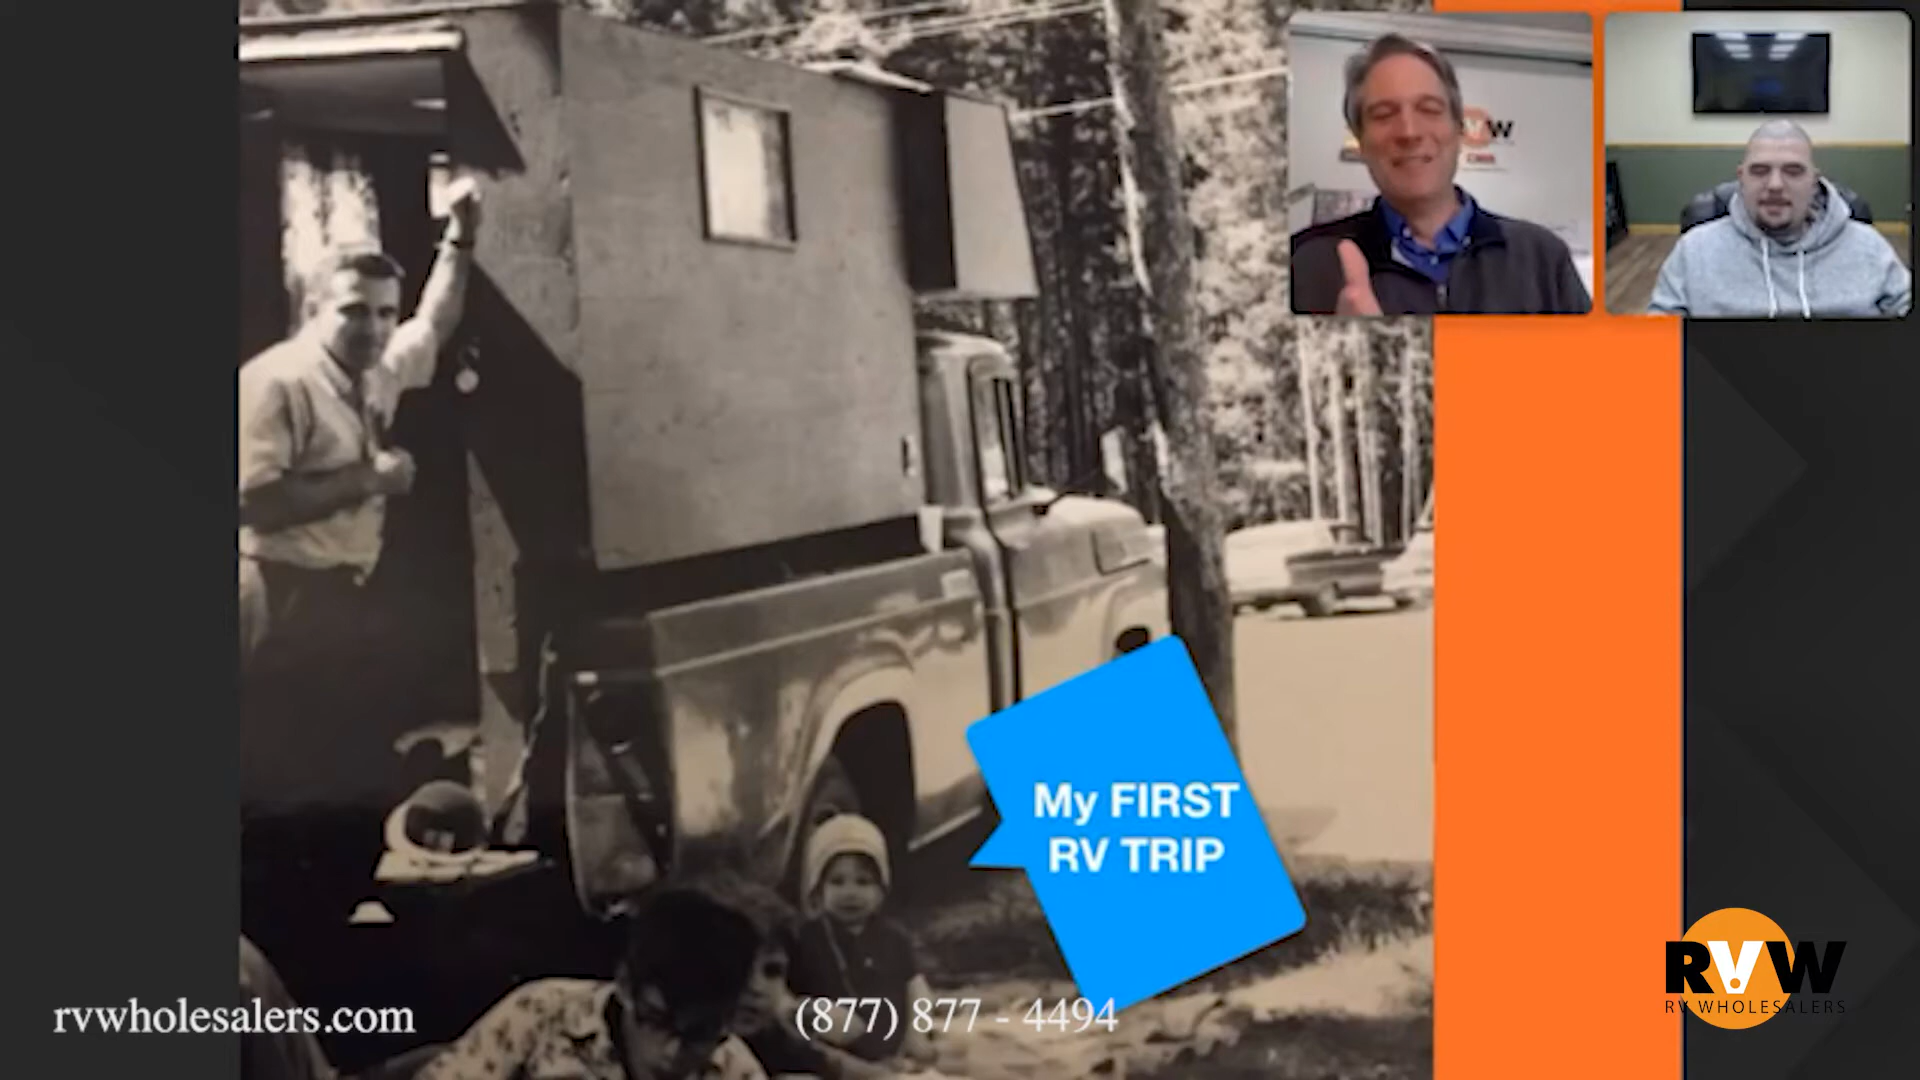 My FIRST
RV TRIP
rvwholesalers.com
(877) 877 - 4494
RVW
RV WHOLESALERS